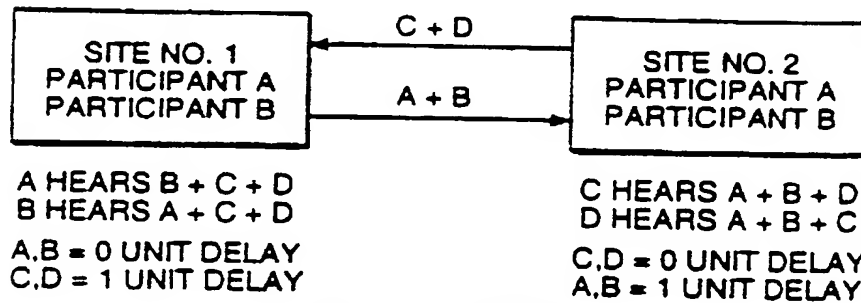 C + D
SITE NO. 1
PARTICIPANT A
PARTICIPANT B
A + B
SITE NO. 2
PARTICIPANT A
PARTICIPANT B
A HEARS B + C + D
B HEARS A + C + D
A,B = 0 UNIT DELAY
C,D = 1 UNIT DELAY
C HEARS A + B + D
D HEARS A + B + C
C,D = 0 UNIT DELAY
A,B = 1 UNIT DELAY